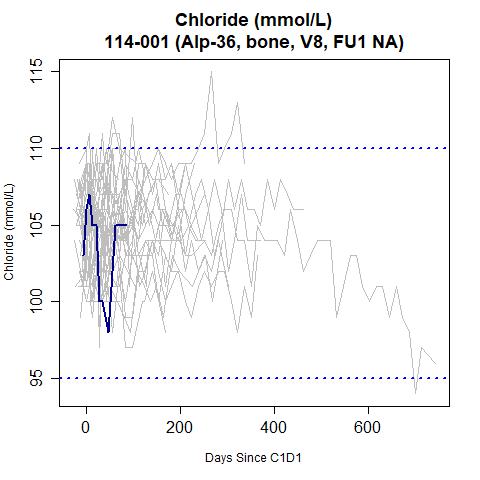 Chloride (mmol/L)
114-001 (Alp-36, bone, V8, FU1 NA)
Chloride (mmol/L)
115
110
105
100
95
0 200 400 600
Days Since C1D1